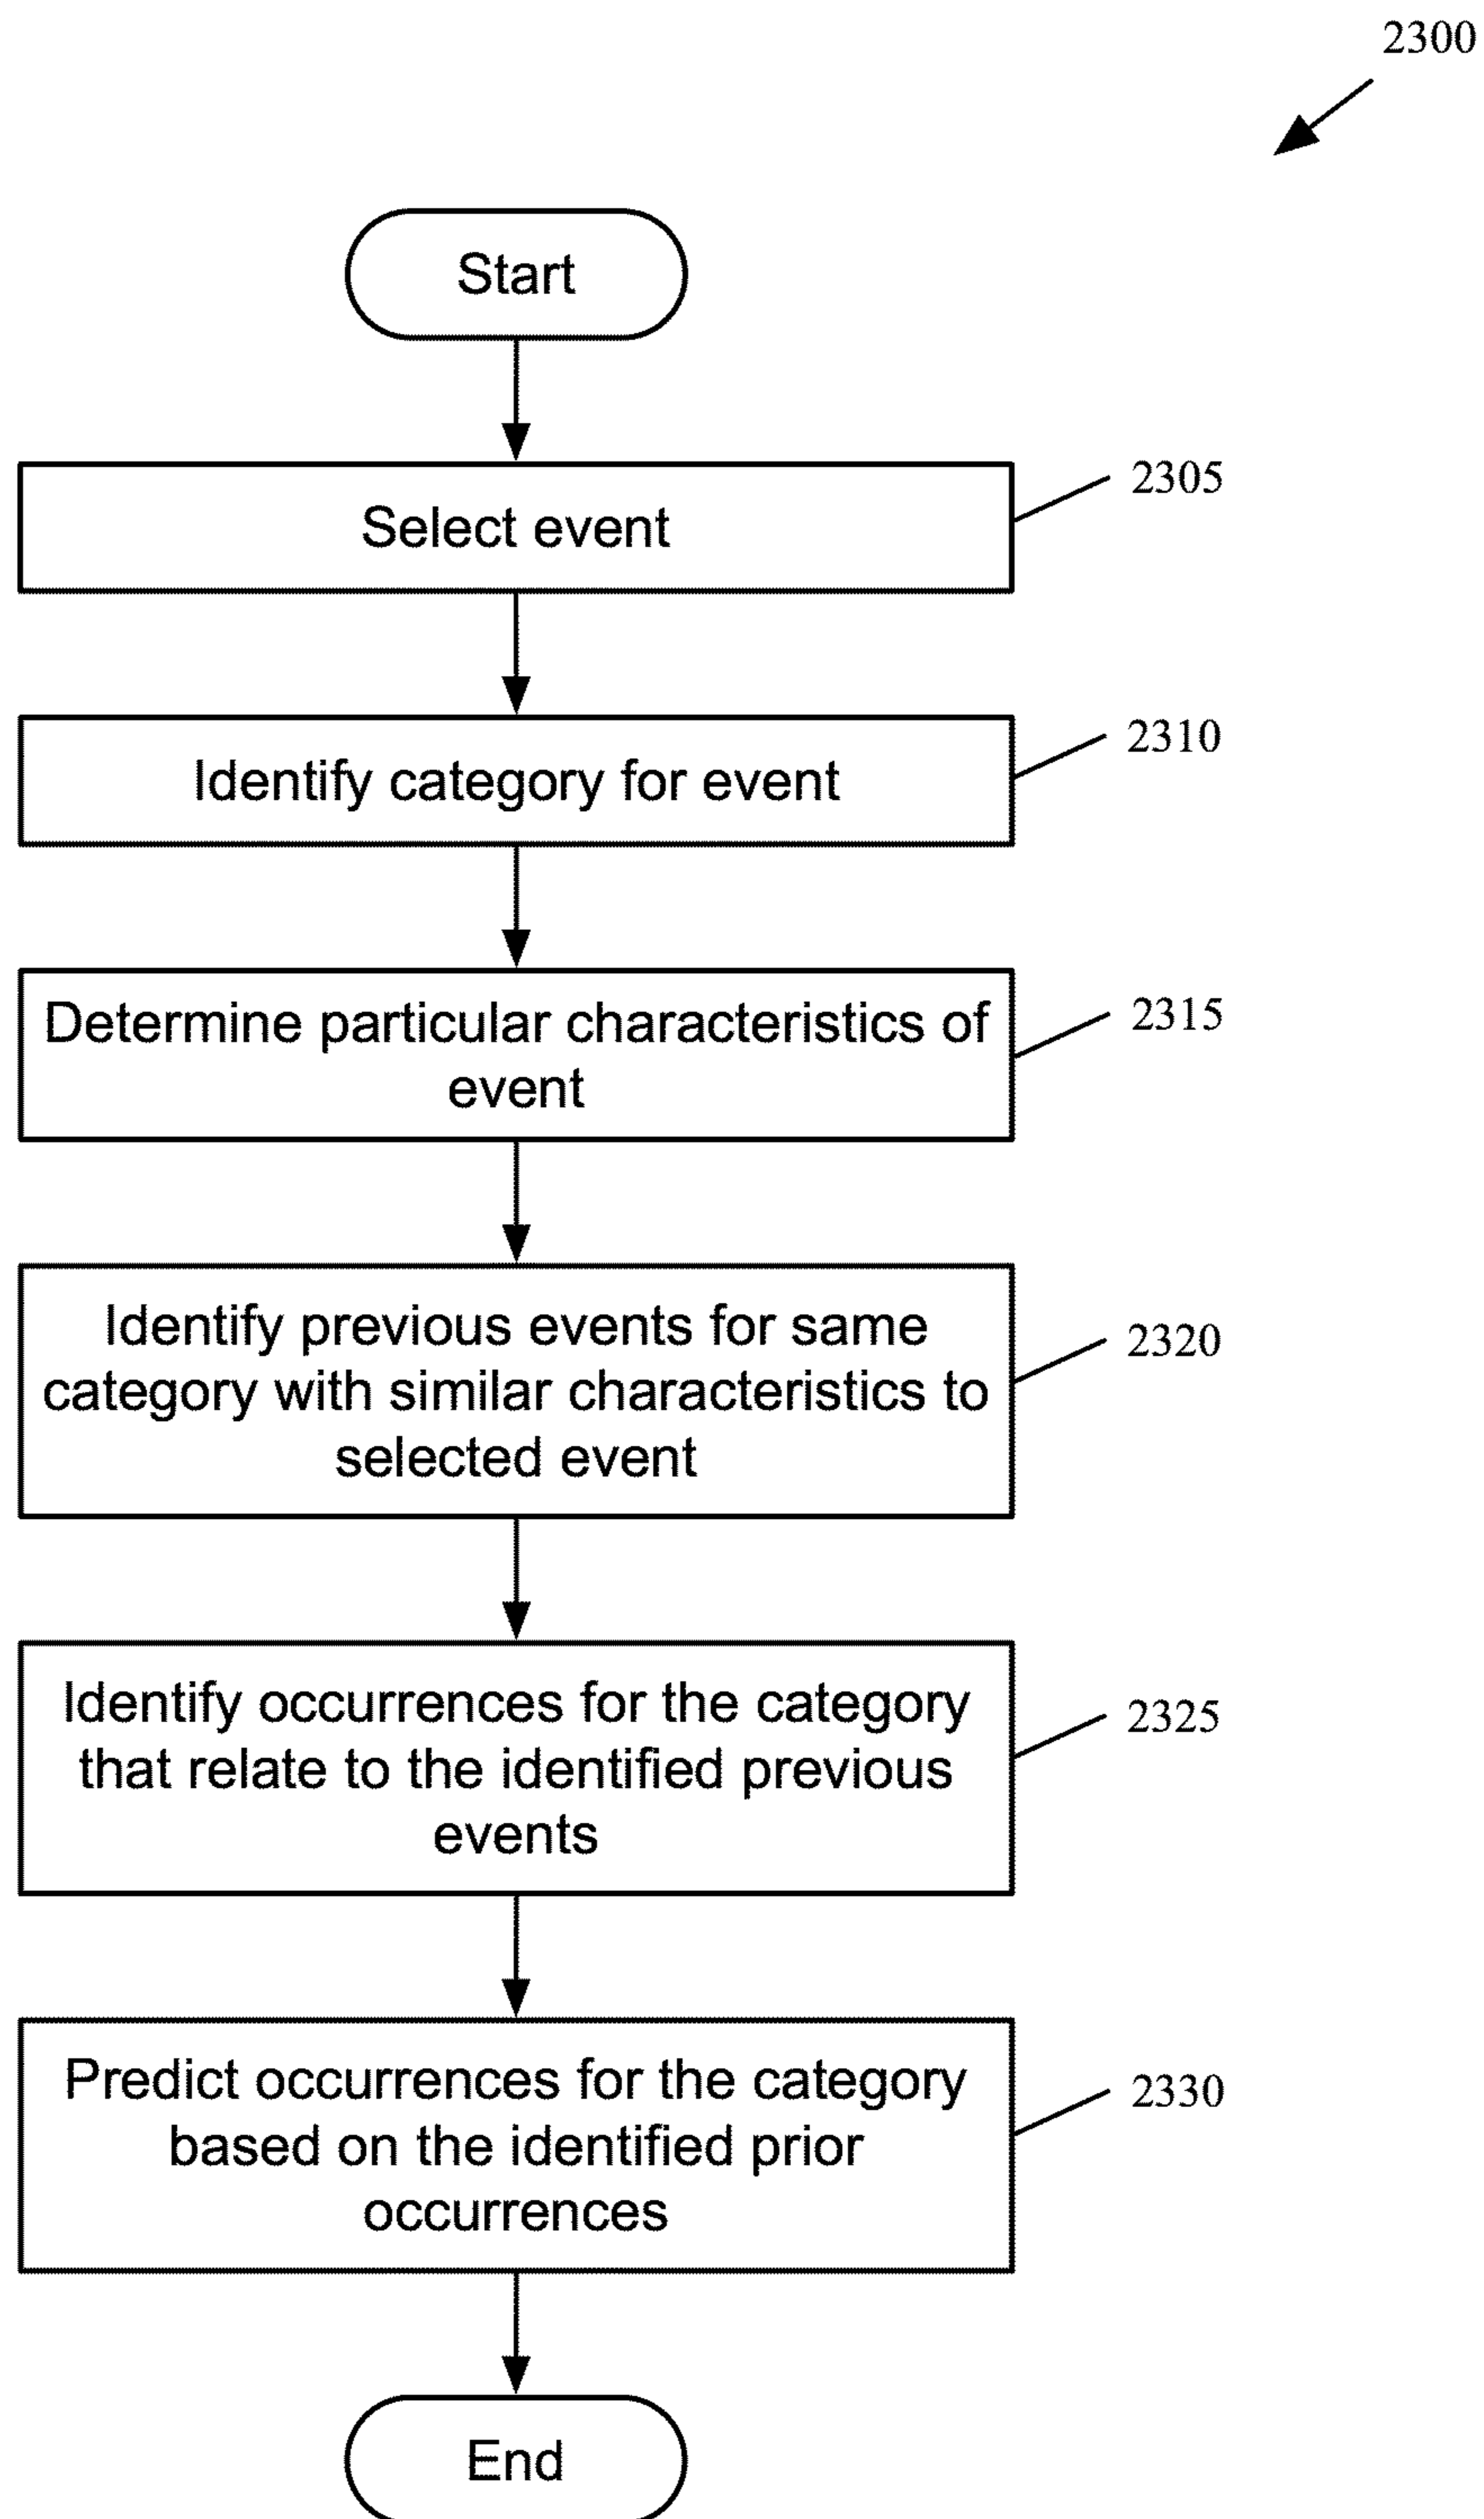 2300
Start
Select event
2305
Identify category for event
2310
Determine particular characteristics of
event
2315
Identify previous events for same
category with similar characteristics to
selected event
2320
Identify occurrences for the category
that relate to the identified previous
events
2325
Predict occurrences for the category
based on the identified prior
occurrences
2330
End